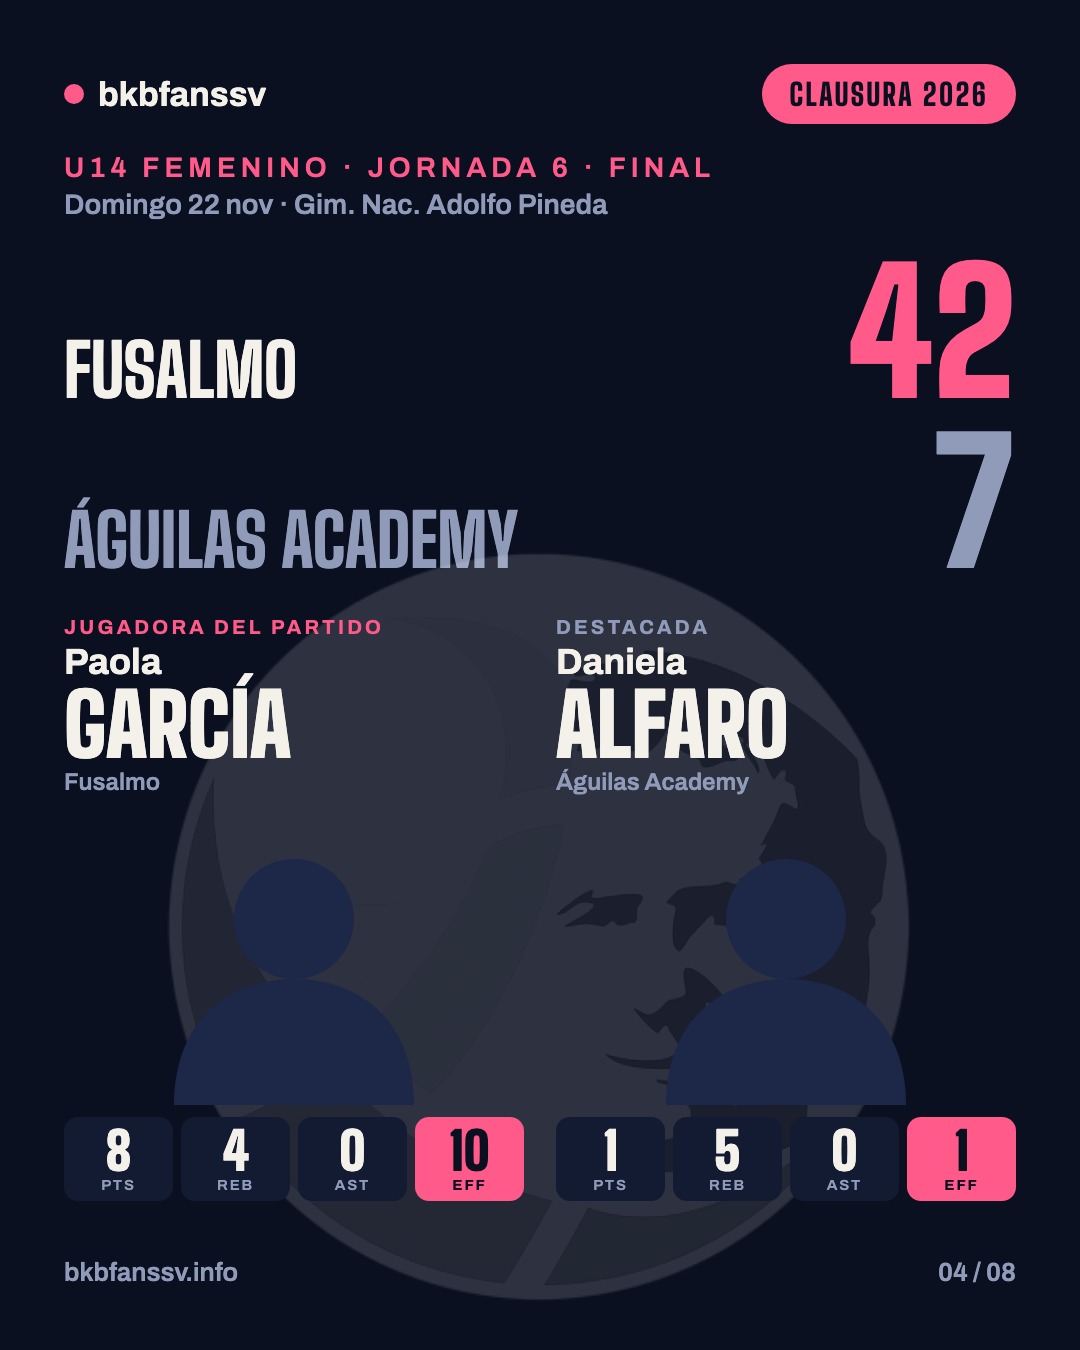 bkbfanssv
CLAUSURA 2026
U14 FEMENINO · JORNADA 6 · FINAL
Domingo 22 nov · Gim. Nac. Adolfo Pineda
FUSALMO 42
ÁGUILAS ACADEMY 7
JUGADORA DEL PARTIDO
Paola
GARCÍA
Fusalmo
DESTACADA
Daniela
ALFARO
Águilas Academy
8 4 0 10
PTS REB AST EFF
1 5 0 1
PTS REB AST EFF
bkbfanssv.info
04 / 08